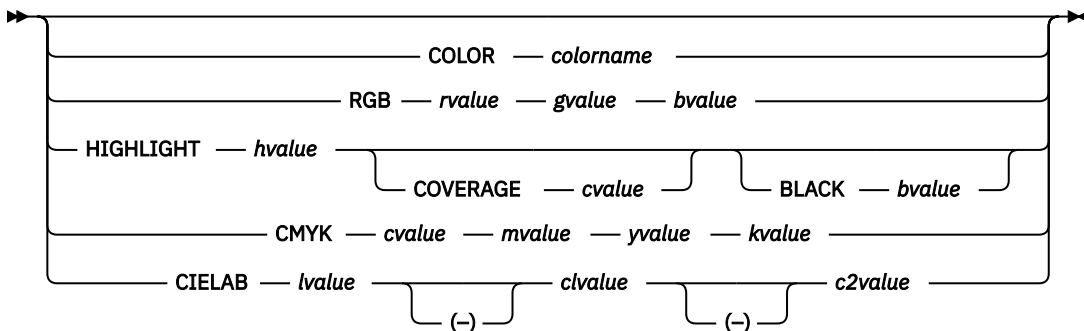 COLOR colorname
RGB rvalue gvalue bvalue
HIGHLIGHT hvalue
COVERAGE cvalue BLACK bvalue
CMYK cvalue mvalue yvalue kvalue
CIELAB lvalue clvalue c2value
(–) (–)